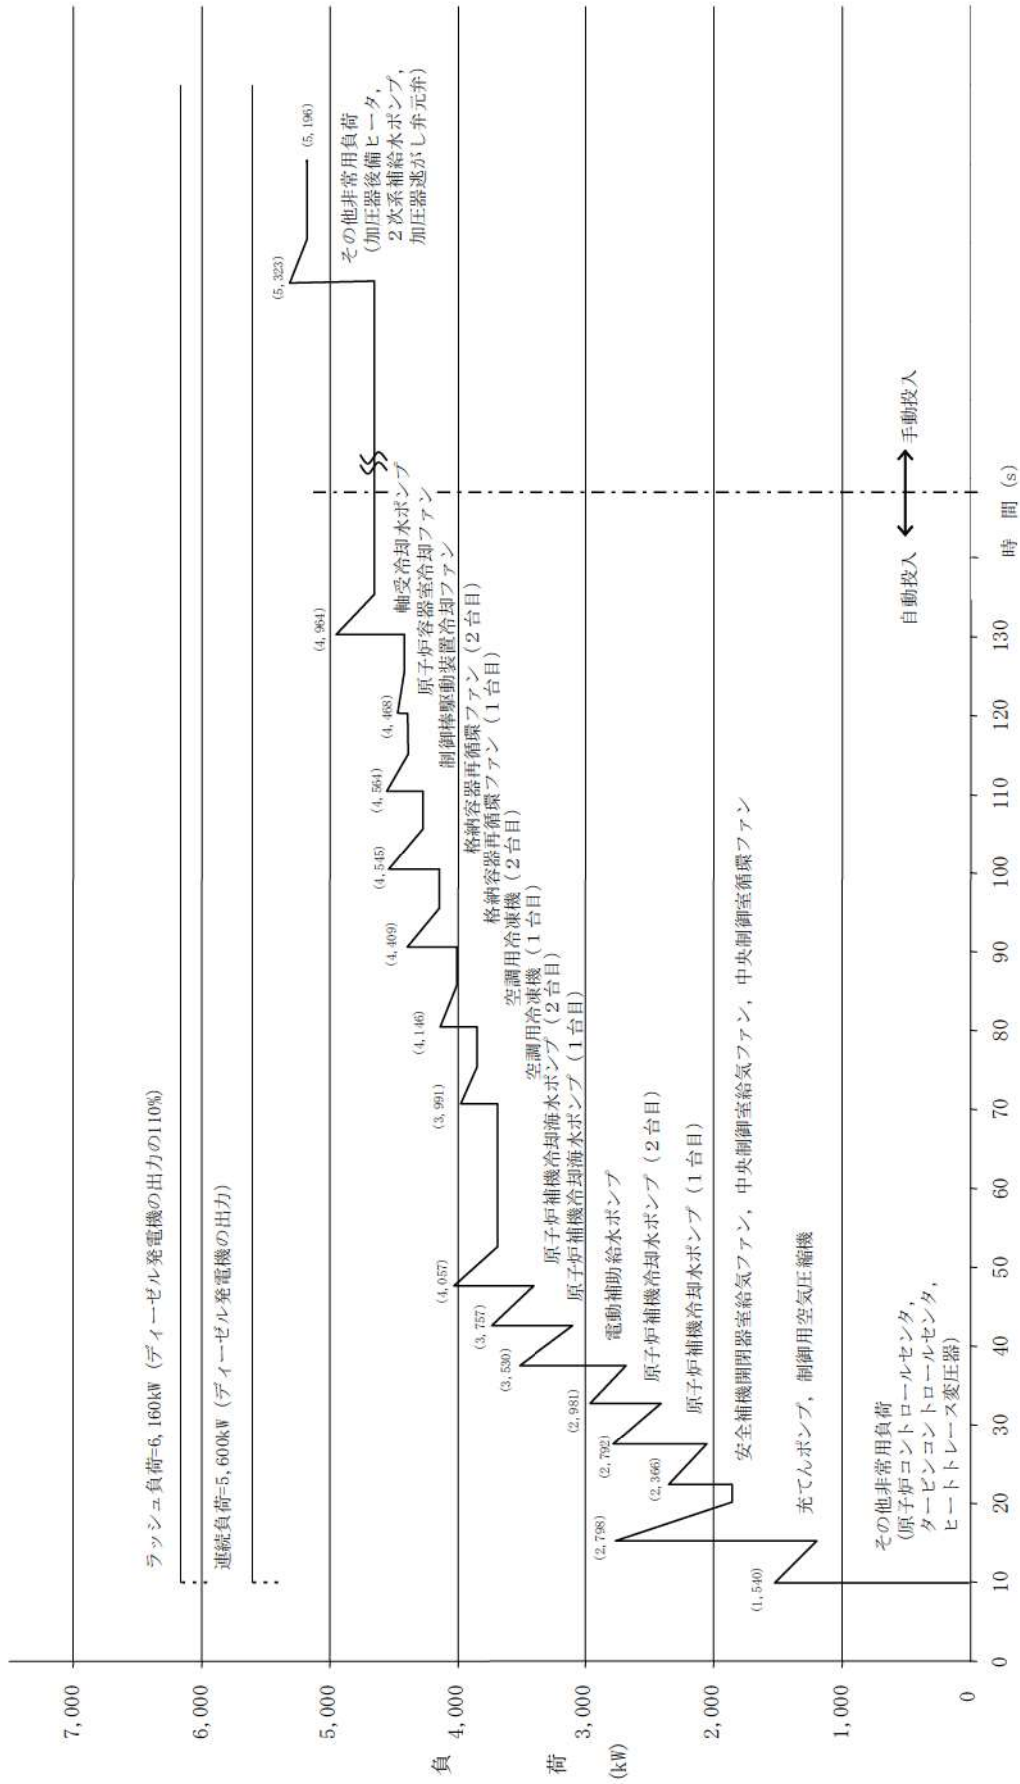 7,000
6,000
5,000
4,000
3,000
2,000
1,000
0
負
荷
(kW)
ラッシュ負荷=6,160kW (ディーゼル発電機の出力の110%)
連続負荷=5,600kW (ディーゼル発電機の出力)
(1,540)
(2,798)
(2,366)
(2,792)
(2,981)
(3,530)
(3,757)
(4,057)
(3,991)
(4,146)
(4,409)
(4,545)
(4,564)
(4,468)
(4,964)
(5,323)
(5,196)
その他非常用負荷
(原子炉コントロールセンタ,
タービンコントロールセンタ,
ヒートトレース変圧器)
充てんポンプ, 制御用空気圧縮機
安全補機開閉器室給気ファン, 中央制御室給気ファン, 中央制御室循環ファン
原子炉補機冷却水ポンプ (1台目)
原子炉補機冷却水ポンプ (2台目)
電動補助給水ポンプ
原子炉補機冷却海水ポンプ (1台目)
原子炉補機冷却海水ポンプ (2台目)
空調用冷凍機 (1台目)
空調用冷凍機 (2台目)
格納容器再循環ファン (1台目)
格納容器再循環ファン (2台目)
制御棒駆動装置冷却ファン
原子炉容器室冷却ファン
軸受冷却水ポンプ
その他非常用負荷
(加圧器後備ヒータ,
2次系補給水ポンプ,
加圧器逃がし弁元弁)
自動投入
手動投入
0
10
20
30
40
50
60
70
80
90
100
110
120
130
時 間 (s)